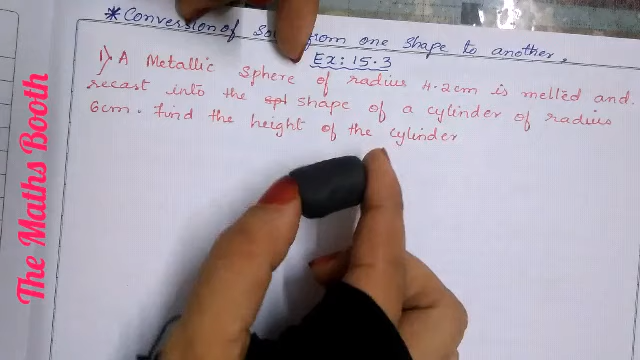 *Conversion of from one shape to another.
Ex: 15.3
1). A Metallic Sphere of radius 4.2cm is melted and
recast into the shape of a cylinder of radius
6cm. Find the height of the cylinder
The Maths Booth